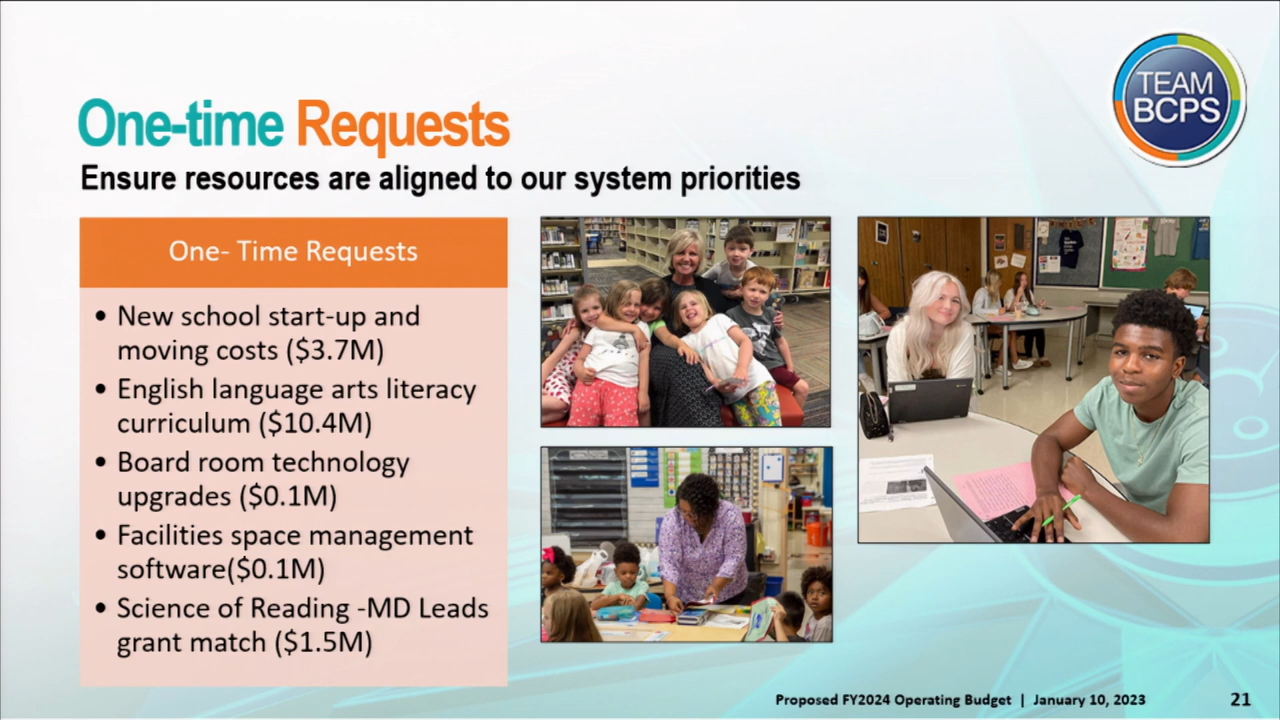 TEAM
BCPS
One-time Requests
Ensure resources are aligned to our system priorities
One- Time Requests
• New school start-up and
moving costs ($3.7M)
• English language arts literacy
curriculum ($10.4M)
• Board room technology
upgrades ($0.1M)
• Facilities space management
software($0.1M)
• Science of Reading -MD Leads
grant match ($1.5M)
Proposed FY2024 Operating Budget | January 10, 2023
21